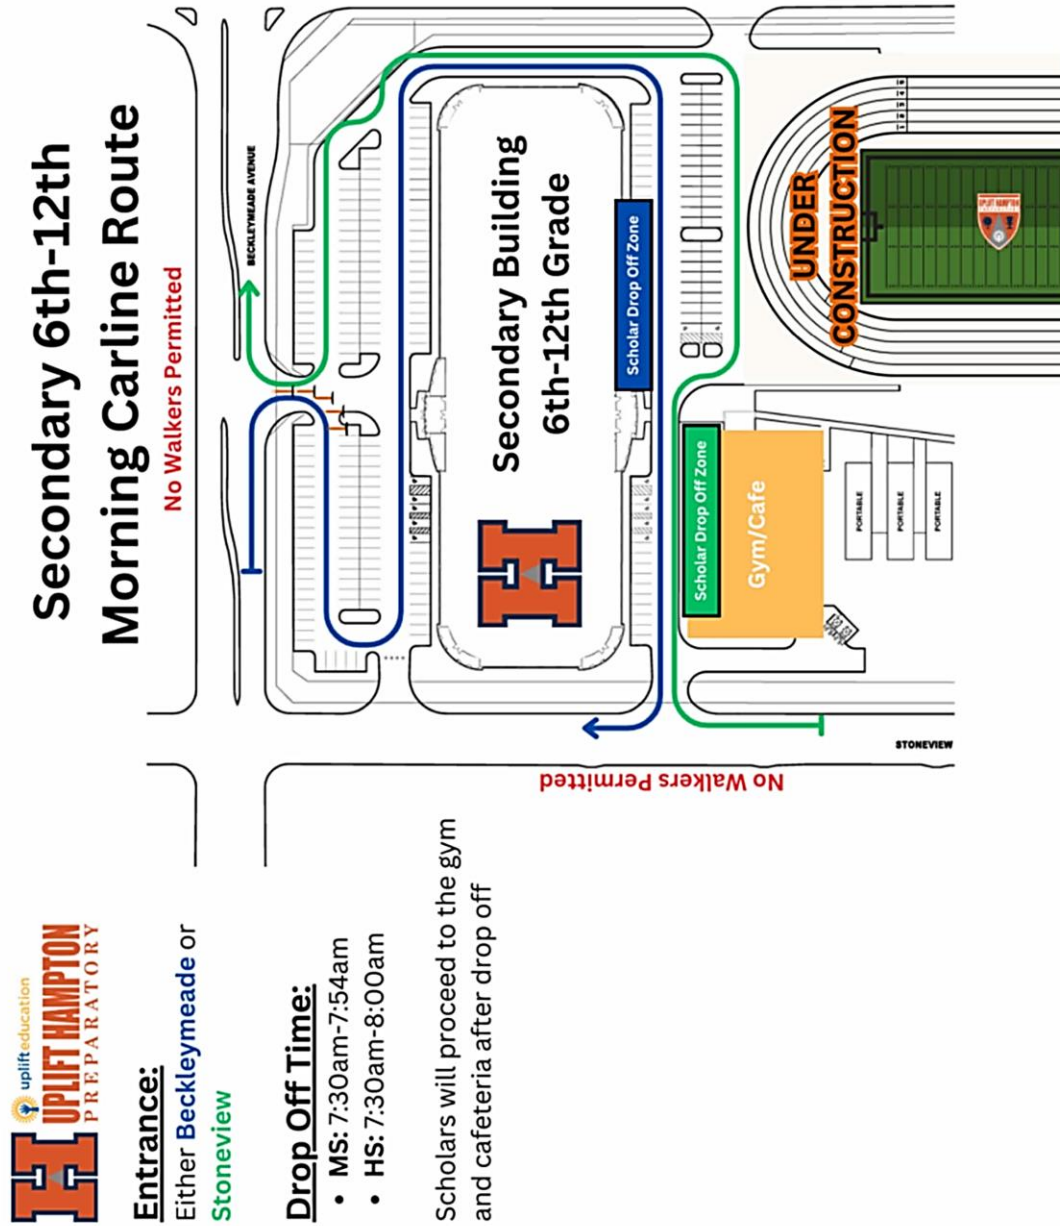 uplifteducation
UPLIFT HAMPTON
PREPARATORY
Secondary 6th-12th
Morning Carline Route
No Walkers Permitted
Entrance:
Either Beckleymeade or
Stoneview
Drop Off Time:
• MS: 7:30am-7:54am
• HS: 7:30am-8:00am
Scholars will proceed to the gym
and cafeteria after drop off
BECKLEYMEADE AVENUE
Secondary Building
6th-12th Grade
Scholar Drop Off Zone
Scholar Drop Off Zone
Gym/Cafe
No Walkers Permitted
STONEVIEW
PORTABLE
PORTABLE
PORTABLE
UNDER
CONSTRUCTION
UPLIFT HAMPTON